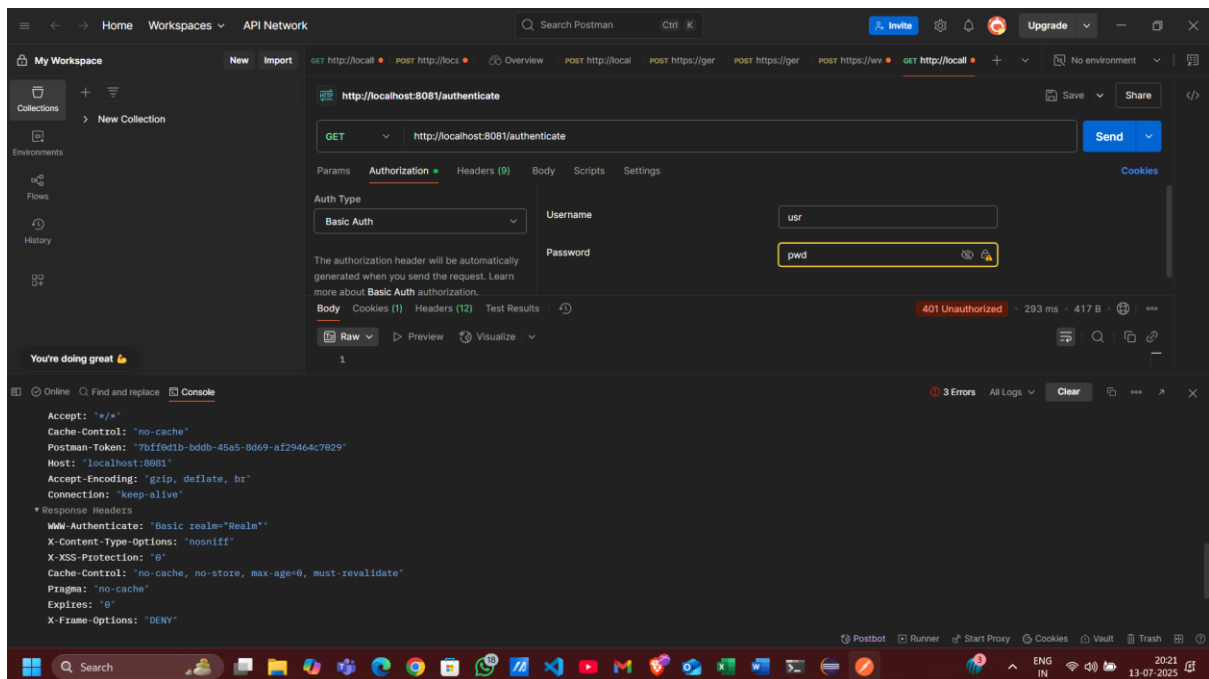 Home Workspaces API Network Search Postman Ctrl K Invite Upgrade
My Workspace New Import GET http://locall POST http://loca Overview POST http://local POST https://ger POST https://ger POST https://wv GET http://locall No environment
Collections
New Collection
Environments
Flows
History
HTTP http://localhost:8081/authenticate Save Share
GET http://localhost:8081/authenticate Send
Params Authorization Headers (9) Body Scripts Settings Cookies
Auth Type
Basic Auth
The authorization header will be automatically
generated when you send the request. Learn
more about Basic Auth authorization.
Username usr
Password pwd
Body Cookies (1) Headers (12) Test Results 401 Unauthorized 293 ms 417 B
Raw Preview Visualize
1
You're doing great
Online Find and replace Console 3 Errors All Logs Clear
Accept: "*/*"
Cache-Control: "no-cache"
Postman-Token: "7bff0d1b-bddb-45a5-8d69-af29464c7029"
Host: "localhost:8081"
Accept-Encoding: "gzip, deflate, br"
Connection: "keep-alive"
Response Headers
WWW-Authenticate: "Basic realm="Realm""
X-Content-Type-Options: "nosniff"
X-XSS-Protection: "0"
Cache-Control: "no-cache, no-store, max-age=0, must-revalidate"
Pragma: "no-cache"
Expires: "0"
X-Frame-Options: "DENY"
Postbot Runner Start Proxy Cookies Vault Trash
Search ENG 20:21
IN 13-07-2025